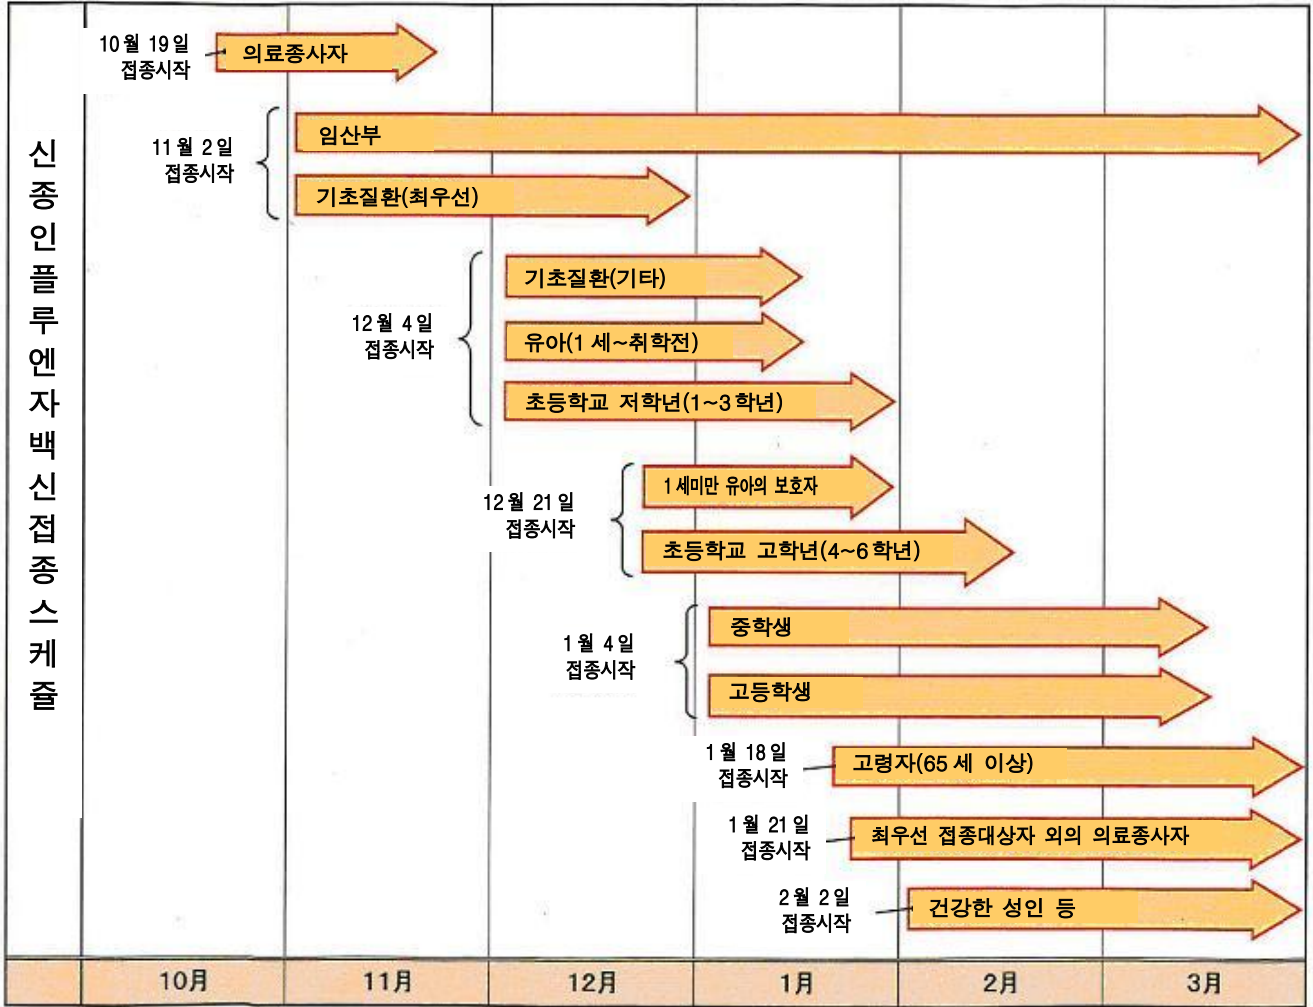 신종인플루엔자백신접종스케쥴
10월 19일
접종시작
의료종사자
11월 2일
접종시작
임산부
기초질환(최우선)
12월 4일
접종시작
기초질환(기타)
유아(1 세~취학전)
초등학교 저학년(1~3학년)
12월 21일
접종시작
1세미만 유아의 보호자
초등학교 고학년(4~6학년)
1월 4일
접종시작
중학생
고등학생
1월 18일
접종시작
고령자(65 세 이상)
1월 21일
접종시작
최우선 접종대상자 외의 의료종사자
2월 2일
접종시작
건강한 성인 등
10月 11月 12月 1月 2月 3月